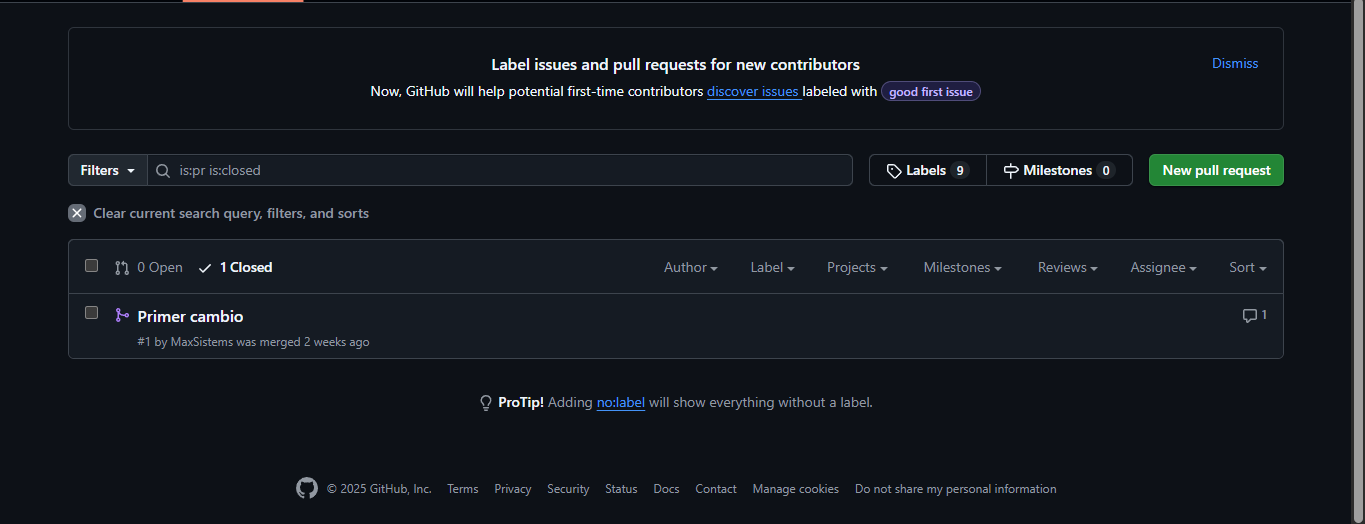 Label issues and pull requests for new contributors
Dismiss
Now, GitHub will help potential first-time contributors discover issues labeled with good first issue
Filters is:pr is:closed Labels 9 Milestones 0 New pull request
Clear current search query, filters, and sorts
0 Open 1 Closed Author Label Projects Milestones Reviews Assignee Sort
Primer cambio 1
#1 by MaxSistems was merged 2 weeks ago
ProTip! Adding no:label will show everything without a label.
© 2025 GitHub, Inc. Terms Privacy Security Status Docs Contact Manage cookies Do not share my personal information